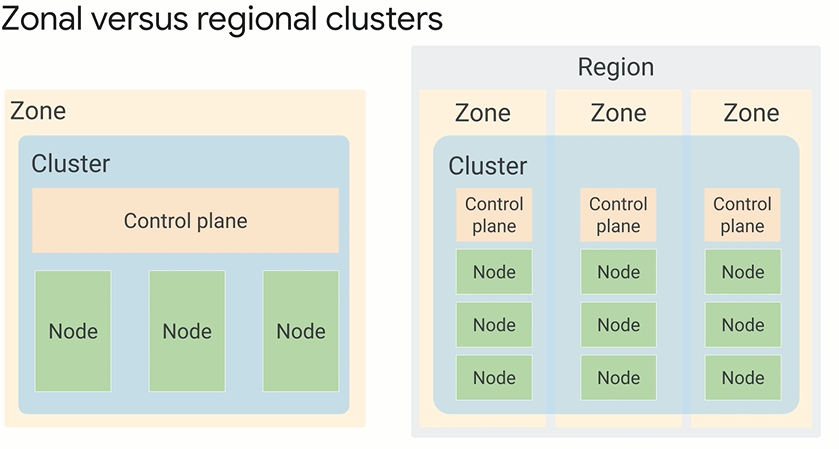 Zonal versus regional clusters
Zone
Cluster
Control plane
Node
Node
Node
Region
Zone
Zone
Zone
Cluster
Control
plane
Control
plane
Control
plane
Node
Node
Node
Node
Node
Node
Node
Node
Node